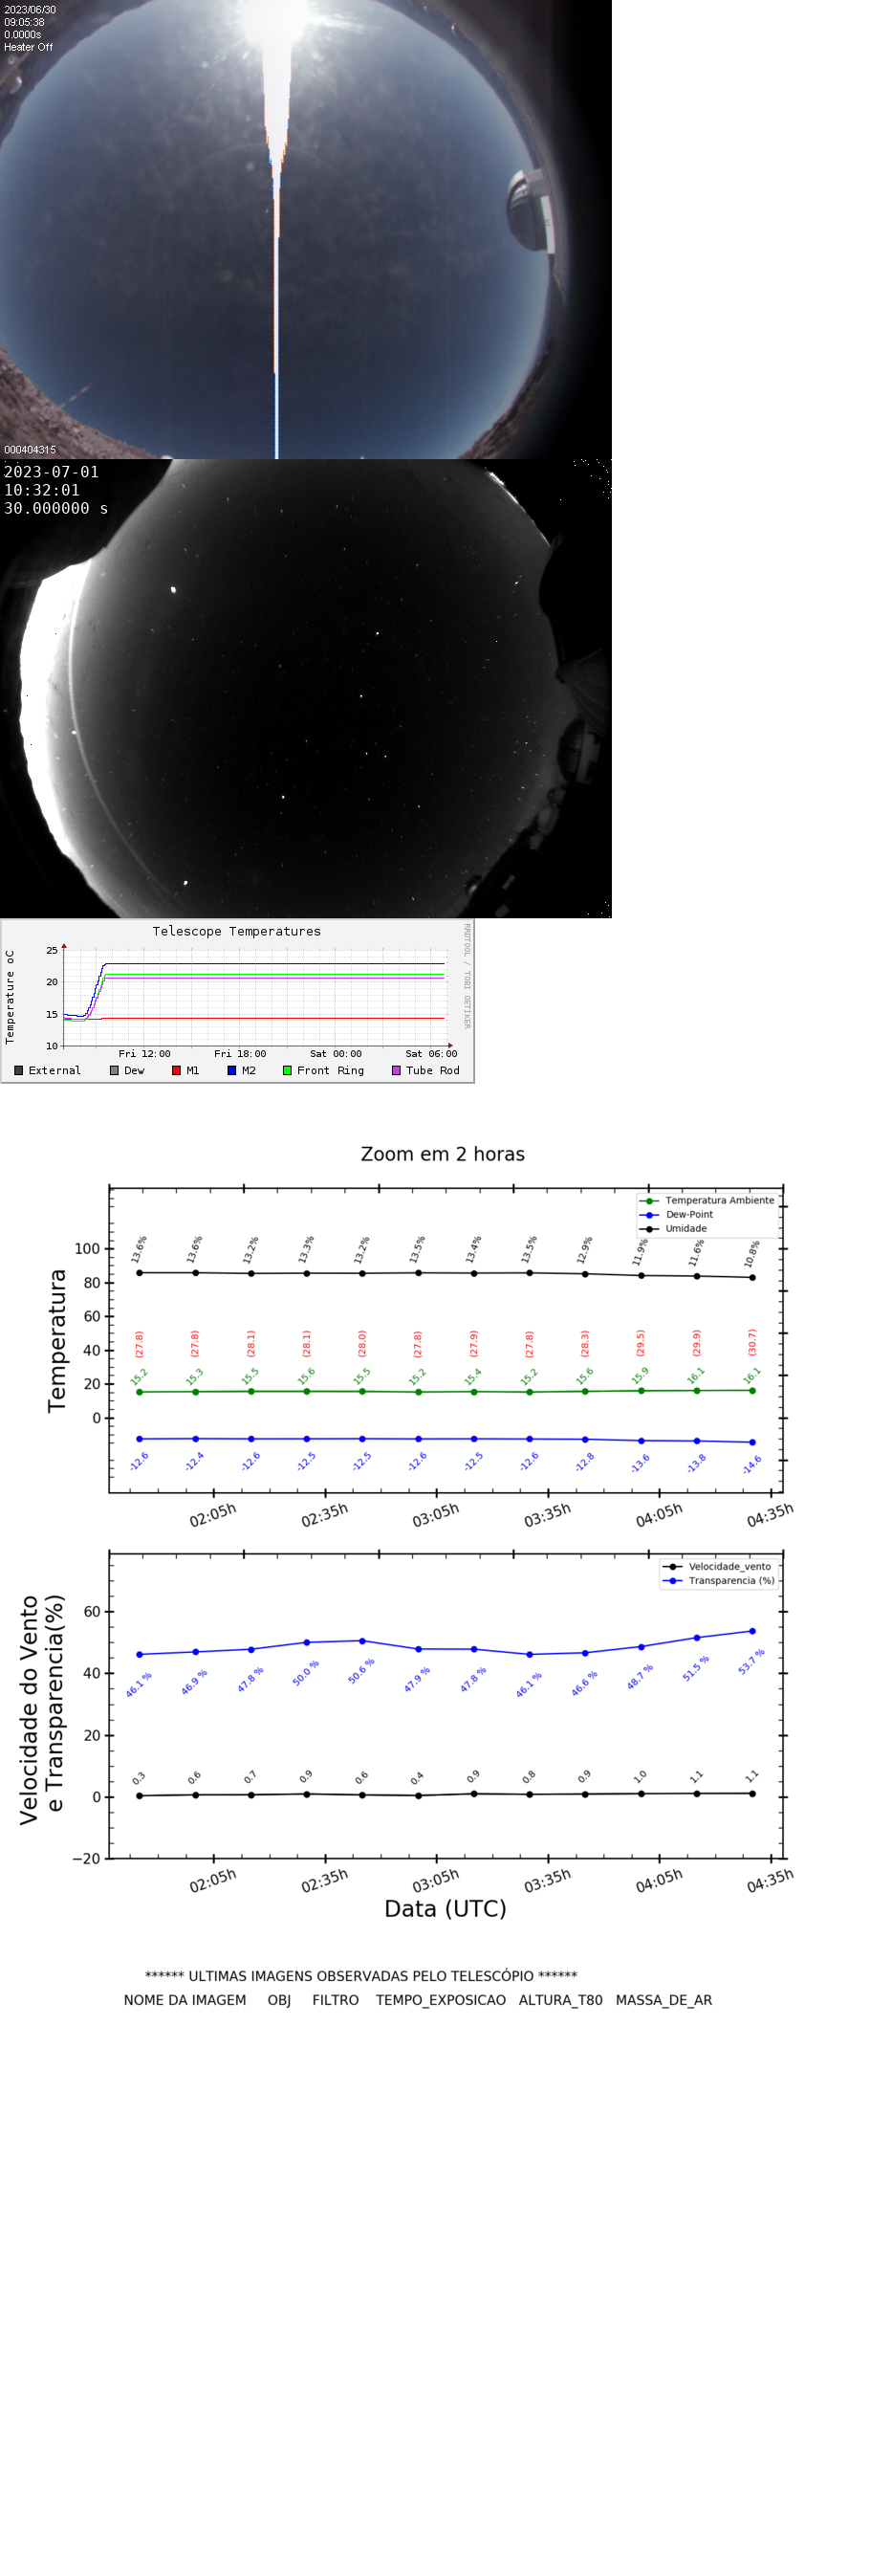 2023/06/30
09:05:38
0.0000s
Heater Off
000404315
2023-07-01
10:32:01
30.000000 s
Telescope Temperatures
RRDTOOL / TOBI OETIKER
Temperature oC
25
20
15
10
Fri 12:00 Fri 18:00 Sat 00:00 Sat 06:00
External Dew M1 M2 Front Ring Tube Rod
Zoom em 2 horas
Temperatura Ambiente
Dew-Point
Umidade
Temperatura
100
80
60
40
20
0
13.6% 13.6% 13.2% 13.3% 13.2% 13.5% 13.4% 13.5% 12.9% 11.9% 11.6% 10.8%
(27.8) (27.8) (28.1) (28.1) (28.0) (27.8) (27.9) (27.8) (28.3) (29.5) (29.9) (30.7)
15.2 15.3 15.5 15.6 15.5 15.2 15.4 15.2 15.6 15.9 16.1 16.1
-12.6 -12.4 -12.6 -12.5 -12.5 -12.6 -12.5 -12.6 -12.8 -13.6 -13.8 -14.6
02:05h 02:35h 03:05h 03:35h 04:05h 04:35h
Velocidade_vento
Transparencia (%)
Velocidade do Vento
e Transparencia(%)
60
40
20
0
−20
46.1 % 46.9 % 47.8 % 50.0 % 50.6 % 47.9 % 47.8 % 46.1 % 46.6 % 48.7 % 51.5 % 53.7 %
0.3 0.6 0.7 0.9 0.6 0.4 0.9 0.8 0.9 1.0 1.1 1.1
02:05h 02:35h 03:05h 03:35h 04:05h 04:35h
Data (UTC)
****** ULTIMAS IMAGENS OBSERVADAS PELO TELESCÓPIO ******
NOME DA IMAGEM OBJ FILTRO TEMPO_EXPOSICAO ALTURA_T80 MASSA_DE_AR